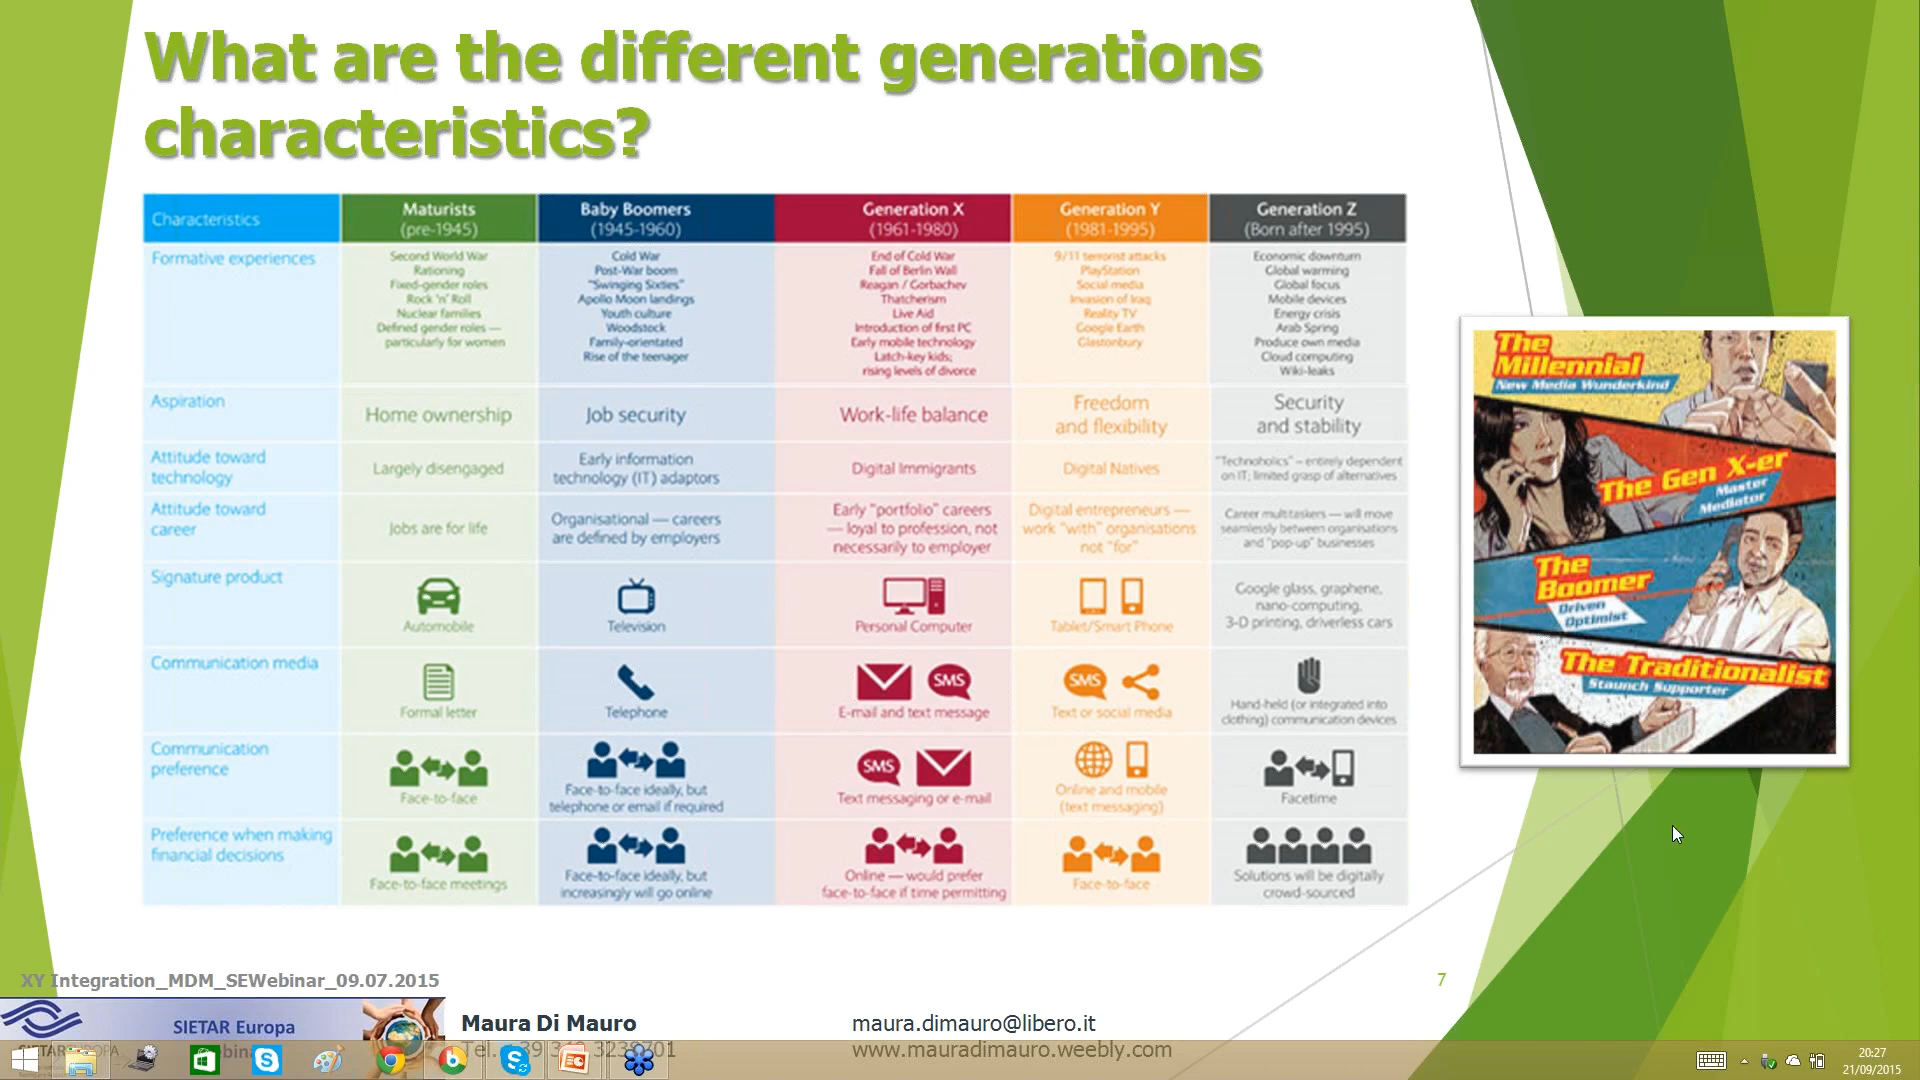 What are the different generations
characteristics?
Characteristics
Maturists
(pre-1945)
Baby Boomers
(1945-1960)
Generation X
(1961-1980)
Generation Y
(1981-1995)
Generation Z
(Born after 1995)
Formative experiences
Second World War
Rationing
Fixed-gender roles
Rock 'n' Roll
Nuclear families
Defined gender roles —
particularly for women
Cold War
Post-War boom
"Swinging Sixties"
Apollo Moon landings
Youth culture
Woodstock
Family-orientated
Rise of the teenager
End of Cold War
Fall of Berlin Wall
Reagan / Gorbachev
Thatcherism
Live Aid
Introduction of first PC
Early mobile technology
Latch-key kids;
rising levels of divorce
9/11 terrorist attacks
PlayStation
Social media
Invasion of Iraq
Reality TV
Google Earth
Glastonbury
Economic downturn
Global warming
Global focus
Mobile devices
Energy crisis
Arab Spring
Produce own media
Cloud computing
Wiki-leaks
Aspiration
Home ownership
Job security
Work-life balance
Freedom
and flexibility
Security
and stability
Attitude toward
technology
Largely disengaged
Early information
technology (IT) adaptors
Digital Immigrants
Digital Natives
"Technoholics" – entirely dependent
on IT; limited grasp of alternatives
Attitude toward
career
Jobs are for life
Organisational — careers
are defined by employers
Early "portfolio" careers
— loyal to profession, not
necessarily to employer
Digital entrepreneurs —
work "with" organisations
not "for"
Career multitaskers — will move
seamlessly between organisations
and "pop-up" businesses
Signature product
Automobile
Television
Personal Computer
Tablet/Smart Phone
Google glass, graphene,
nano-computing,
3-D printing, driverless cars
Communication media
Formal letter
Telephone
SMS
E-mail and text message
SMS
Text or social media
Hand-held (or integrated into
clothing) communication devices
Communication
preference
Face-to-face
Face-to-face ideally, but
telephone or email if required
SMS
Text messaging or e-mail
Online and mobile
(text messaging)
Facetime
Preference when making
financial decisions
Face-to-face meetings
Face-to-face ideally, but
increasingly will go online
Online — would prefer
face-to-face if time permitting
Face-to-face
Solutions will be digitally
crowd-sourced
The
Millennial
New Media Wunderkind
The Gen X-er
Master
Mediator
The
Boomer
Driven
Optimist
The Traditionalist
Staunch Supporter
XY Integration_MDM_SEWebinar_09.07.2015
7
SIETAR Europa
Maura Di Mauro
maura.dimauro@libero.it
www.mauradimauro.weebly.com
20:27
21/09/2015